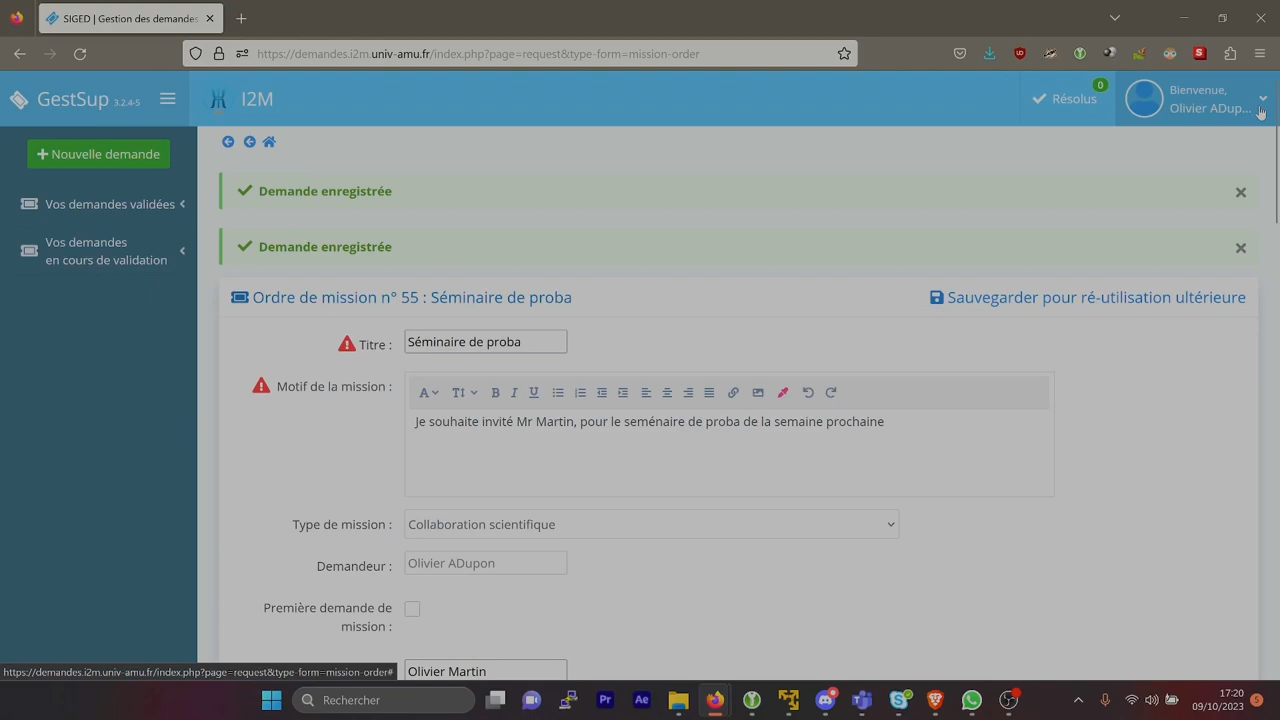 SIGED | Gestion des demandes
https://demandes.i2m.univ-amu.fr/index.php?page=request&type-form=mission-order
GestSup 3.2.4-5
I2M
Résolus
0
Bienvenue,
Olivier ADup...
Nouvelle demande
Vos demandes validées
Vos demandes
en cours de validation
Demande enregistrée
Demande enregistrée
Ordre de mission n° 55 : Séminaire de proba
Sauvegarder pour ré-utilisation ultérieure
Titre :
Séminaire de proba
Motif de la mission :
Je souhaite invité Mr Martin, pour le seménaire de proba de la semaine prochaine
Type de mission :
Collaboration scientifique
Demandeur :
Olivier ADupon
Première demande de
mission :
Olivier Martin
https://demandes.i2m.univ-amu.fr/index.php?page=request&type-form=mission-order#
Rechercher
17:20
09/10/2023